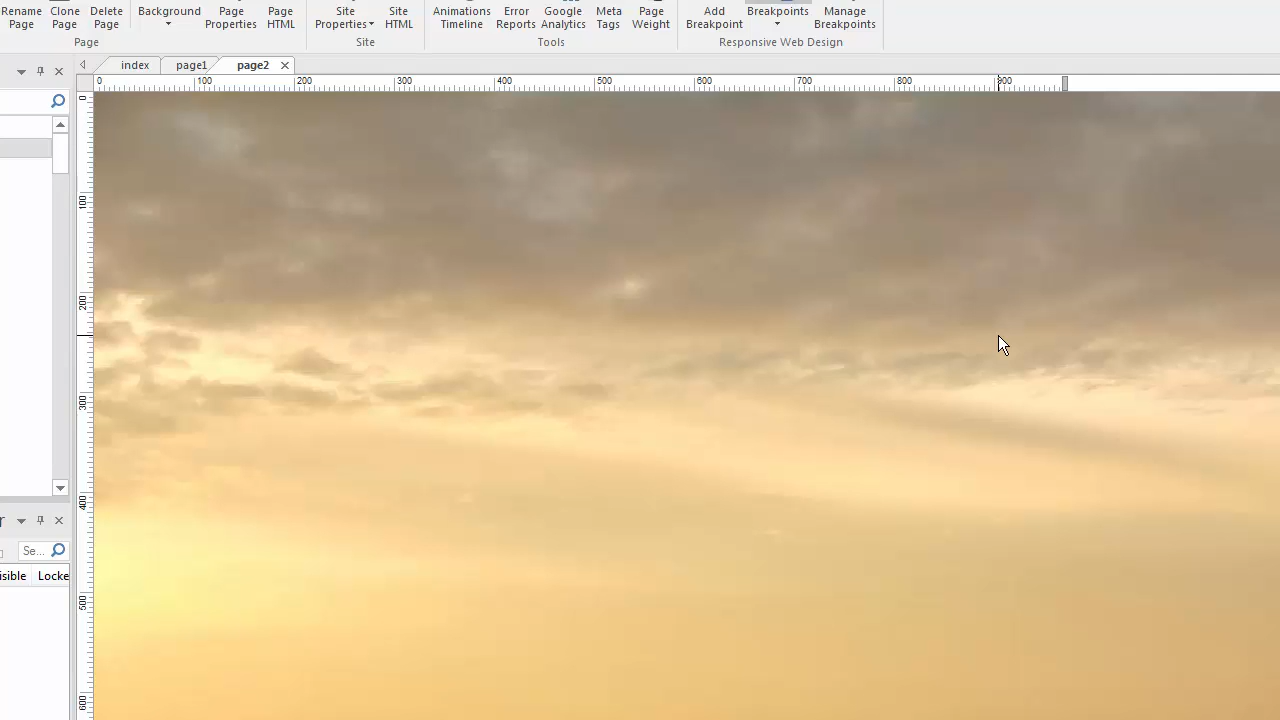 Rename Page
Clone Page
Delete Page
Background
Page Properties
Page HTML
Site Properties
Site HTML
Animations Timeline
Error Reports
Google Analytics
Meta Tags
Page Weight
Add Breakpoint
Breakpoints
Manage Breakpoints
Page
Site
Tools
Responsive Web Design
index
page1
page2
0 100 200 300 400 500 600 700 800 900
0
100
200
300
400
500
600
r
Se...
isible
Locke